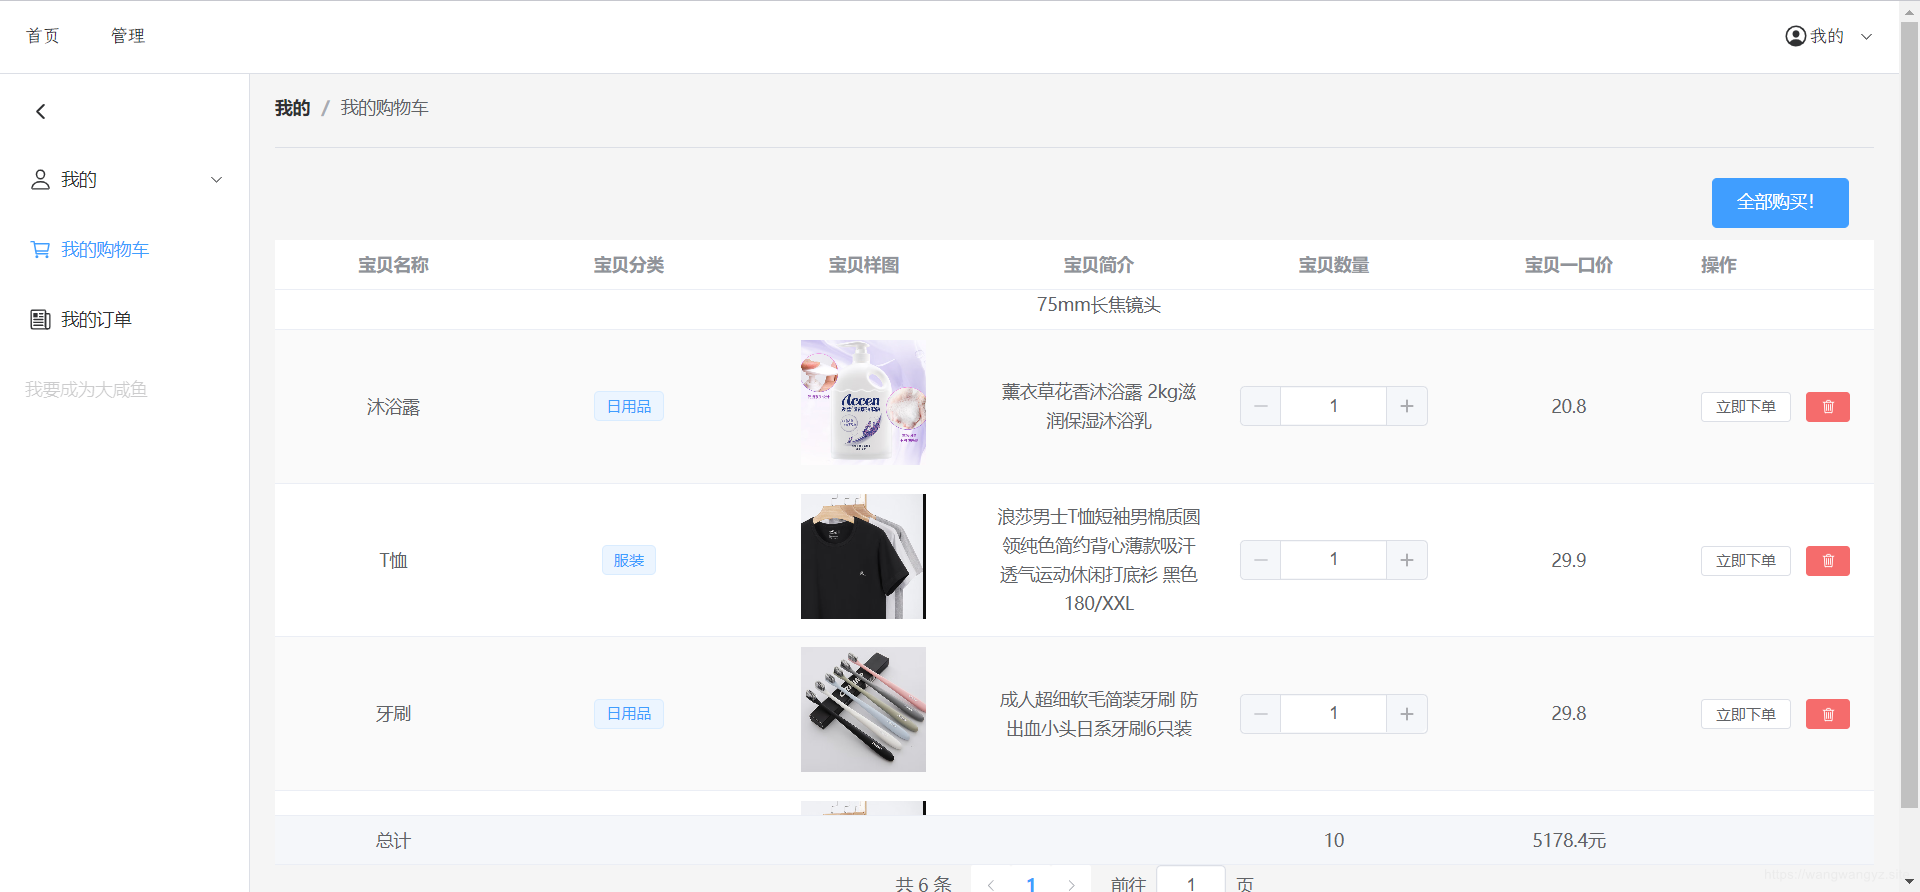 首页
管理
我的
我的
我的购物车
我的订单
我要成为大咸鱼
我的 / 我的购物车
全部购买！
宝贝名称 宝贝分类 宝贝样图 宝贝简介 宝贝数量 宝贝一口价 操作
75mm长焦镜头
沐浴露
日用品
Accen
薰衣草花香沐浴露 2kg滋
润保湿沐浴乳
1
20.8
立即下单
T恤
服装
浪莎男士T恤短袖男棉质圆
领纯色简约背心薄款吸汗
透气运动休闲打底衫 黑色
180/XXL
1
29.9
立即下单
牙刷
日用品
成人超细软毛简装牙刷 防
出血小头日系牙刷6只装
1
29.8
立即下单
总计
10
5178.4元
共 6 条
1
前往
1
页